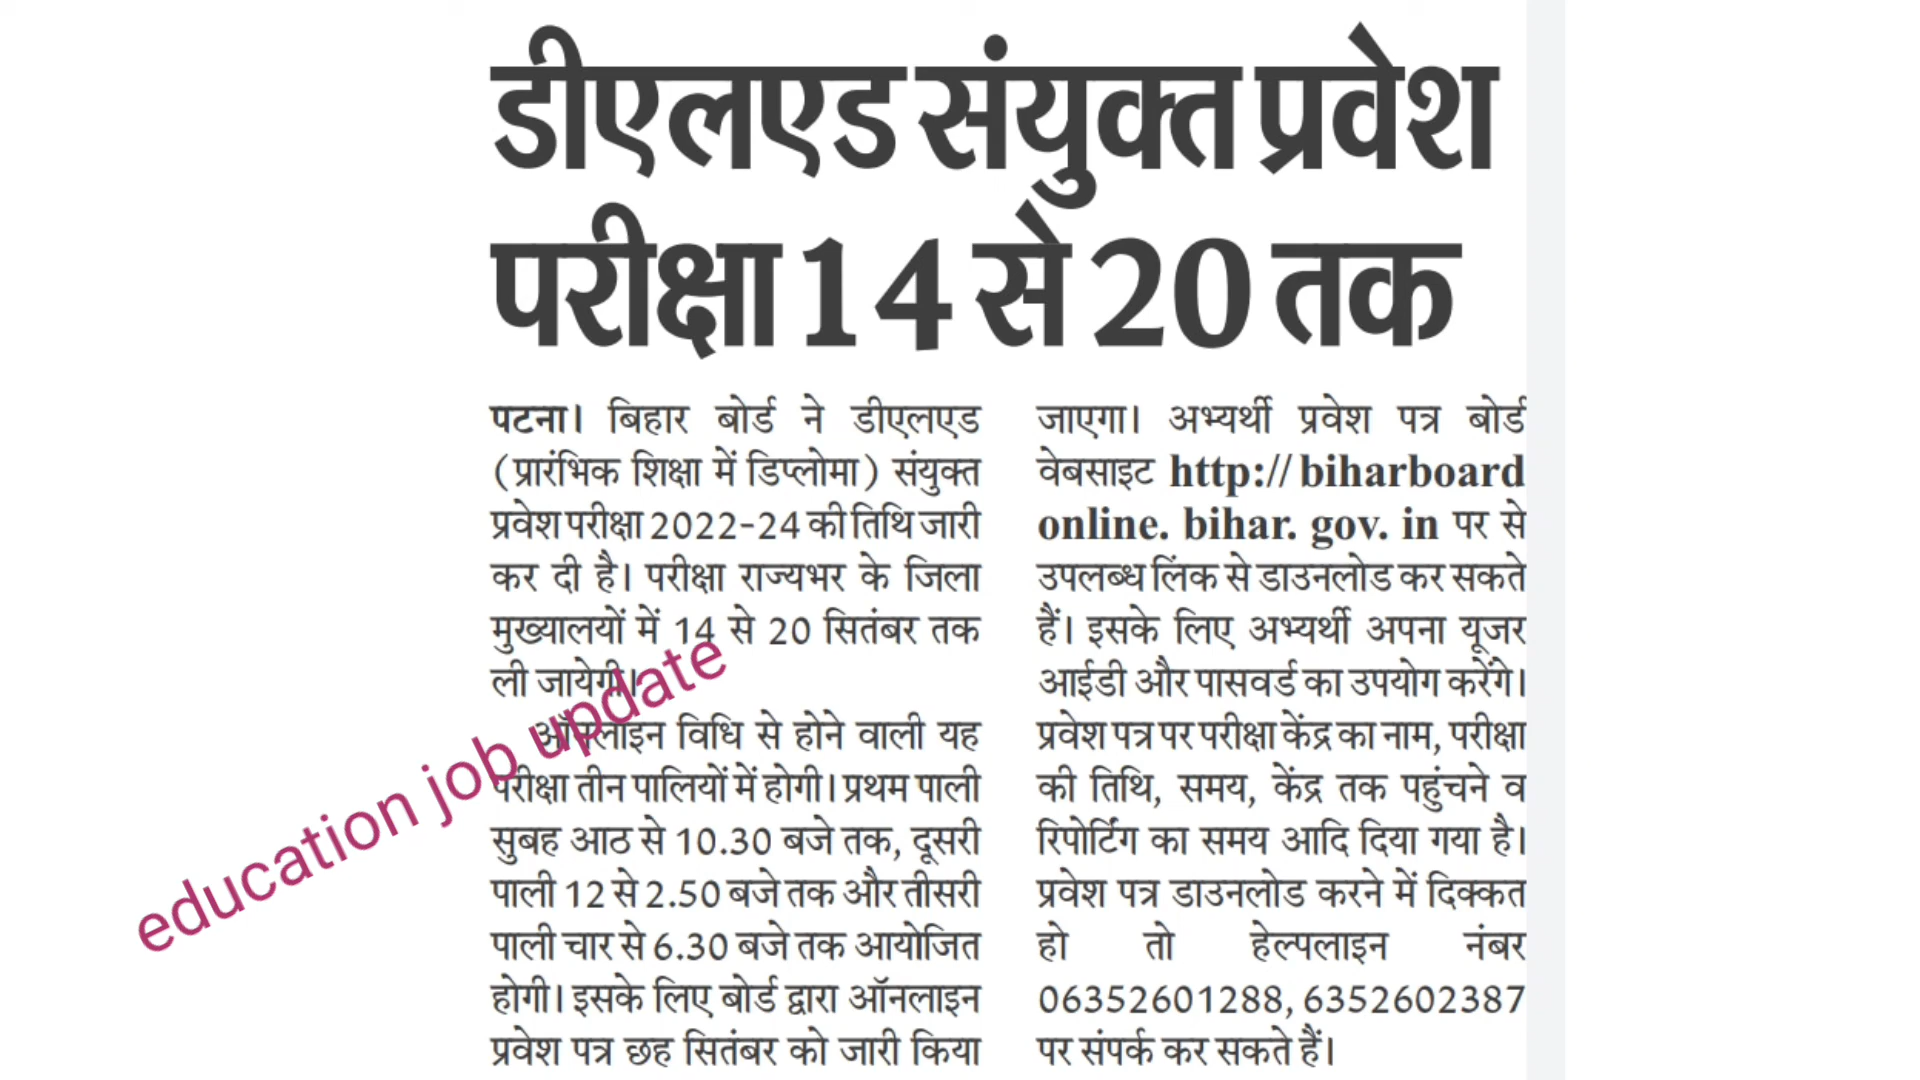 डीएलएड संयुक्त प्रवेश
परीक्षा 14 से 20 तक
पटना। बिहार बोर्ड ने डीएलएड
(प्रारंभिक शिक्षा में डिप्लोमा) संयुक्त
प्रवेश परीक्षा 2022-24 की तिथि जारी
कर दी है। परीक्षा राज्यभर के जिला
मुख्यालयों में 14 से 20 सितंबर तक
ली जायेगी।
ऑनलाइन विधि से होने वाली यह
परीक्षा तीन पालियों में होगी। प्रथम पाली
सुबह आठ से 10.30 बजे तक, दूसरी
पाली 12 से 2.50 बजे तक और तीसरी
पाली चार से 6.30 बजे तक आयोजित
होगी। इसके लिए बोर्ड द्वारा ऑनलाइन
प्रवेश पत्र छह सितंबर को जारी किया
जाएगा। अभ्यर्थी प्रवेश पत्र बोर्ड
वेबसाइट http:// biharboard
online. bihar. gov. in पर से
उपलब्ध लिंक से डाउनलोड कर सकते
हैं। इसके लिए अभ्यर्थी अपना यूजर
आईडी और पासवर्ड का उपयोग करेंगे।
प्रवेश पत्र पर परीक्षा केंद्र का नाम, परीक्षा
की तिथि, समय, केंद्र तक पहुंचने व
रिपोर्टिंग का समय आदि दिया गया है।
प्रवेश पत्र डाउनलोड करने में दिक्कत
हो तो हेल्पलाइन नंबर
06352601288, 6352602387
पर संपर्क कर सकते हैं।
education job update